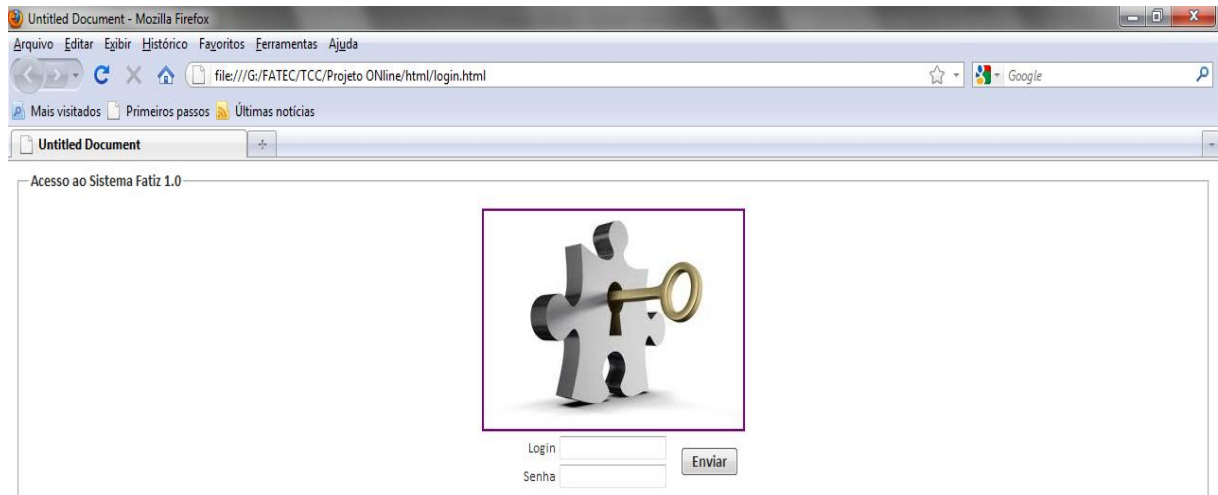 Untitled Document - Mozilla Firefox
Arquivo Editar Exibir Histórico Favoritos Ferramentas Ajuda
file:///G:/FATEC/TCC/Projeto ONline/html/login.html Google
Mais visitados Primeiros passos Últimas notícias
Untitled Document
Acesso ao Sistema Fatiz 1.0
Login
Enviar
Senha